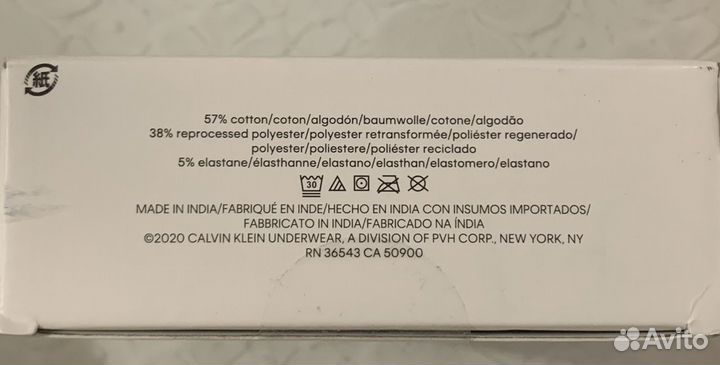 紙
57% cotton/coton/algodón/baumwolle/cotone/algodão
38% reprocessed polyester/polyester retransformée/poliéster regenerado/
polyester/poliestere/poliéster reciclado
5% elastane/élasthanne/elastano/elasthan/elastomero/elastano
30
MADE IN INDIA/FABRIQUÉ EN INDE/HECHO EN INDIA CON INSUMOS IMPORTADOS/
FABBRICATO IN INDIA/FABRICADO NA ÍNDIA
©2020 CALVIN KLEIN UNDERWEAR, A DIVISION OF PVH CORP., NEW YORK, NY
RN 36543 CA 50900
Avito